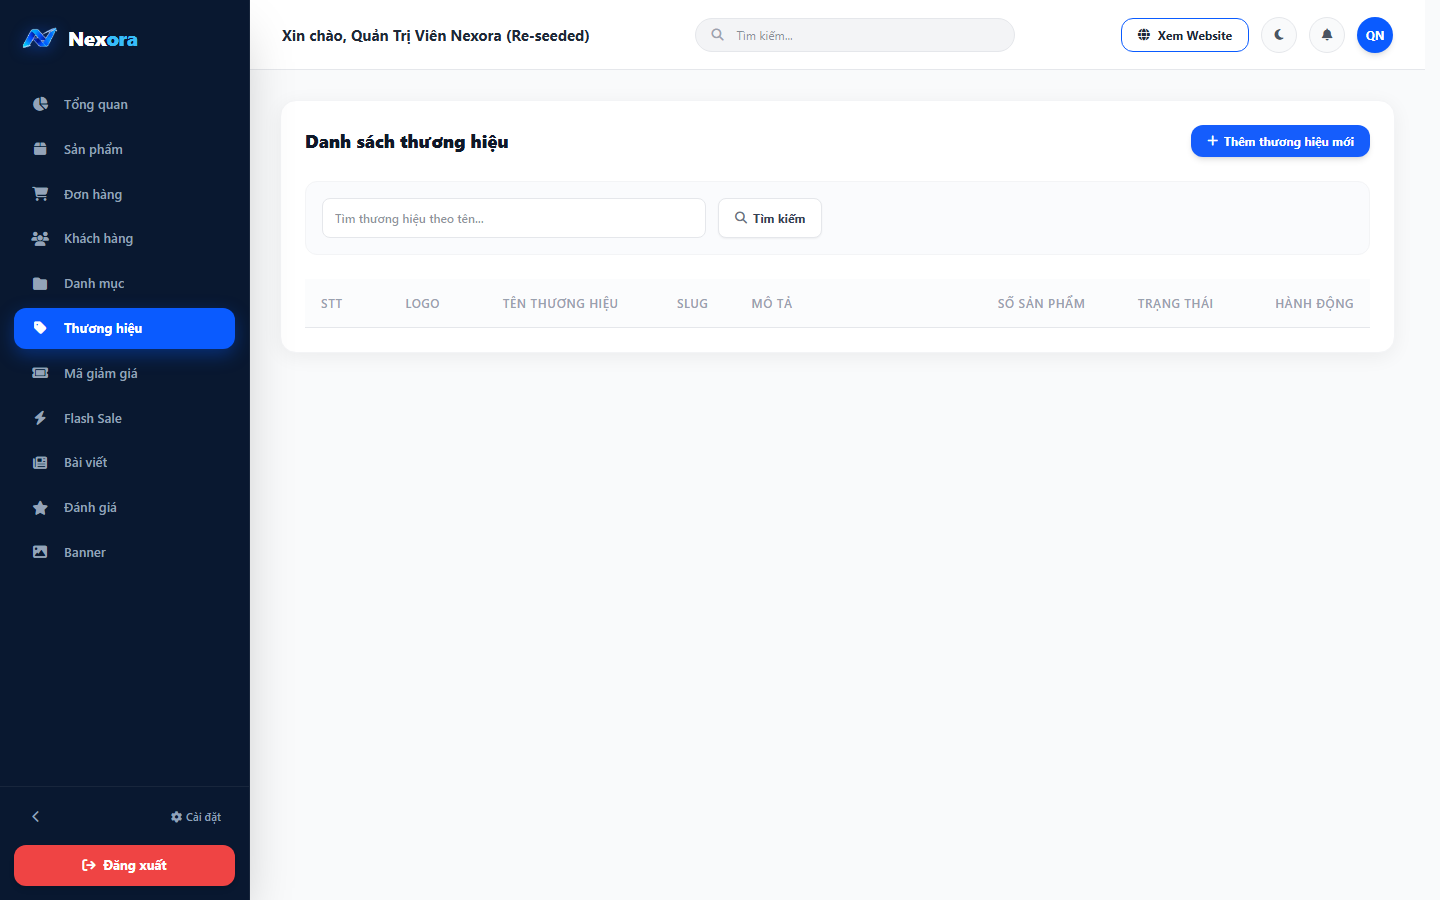 Nexora
Xin chào, Quản Trị Viên Nexora (Re-seeded)
Tìm kiếm...
Xem Website
QN
Tổng quan
Sản phẩm
Đơn hàng
Khách hàng
Danh mục
Thương hiệu
Mã giảm giá
Flash Sale
Bài viết
Đánh giá
Banner
Cài đặt
Đăng xuất
Danh sách thương hiệu
Thêm thương hiệu mới
Tìm thương hiệu theo tên...
Tìm kiếm
STT LOGO TÊN THƯƠNG HIỆU SLUG MÔ TẢ SỐ SẢN PHẨM TRẠNG THÁI HÀNH ĐỘNG